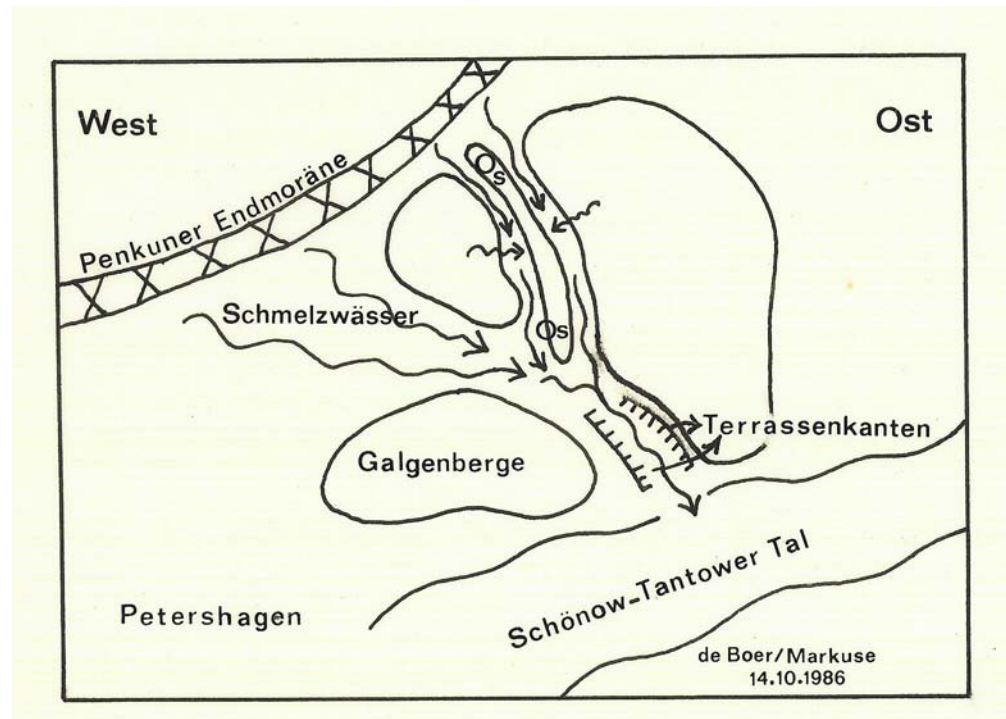 West
Ost
Penkuner Endmoräne
Os
Schmelzwässer
Os
Terrassenkanten
Galgenberge
Schönow-Tantower Tal
Petershagen
de Boer/Markuse
14.10.1986